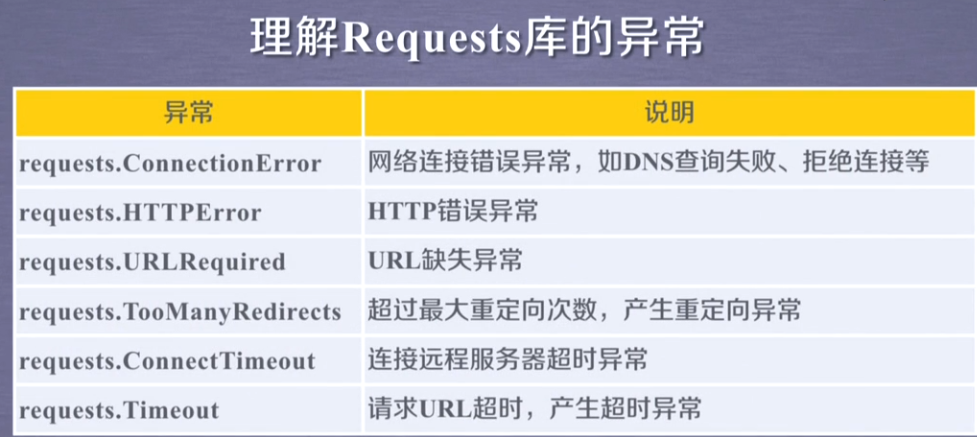 理解Requests库的异常
异常 说明
requests.ConnectionError 网络连接错误异常，如DNS查询失败、拒绝连接等
requests.HTTPError HTTP错误异常
requests.URLRequired URL缺失异常
requests.TooManyRedirects 超过最大重定向次数，产生重定向异常
requests.ConnectTimeout 连接远程服务器超时异常
requests.Timeout 请求URL超时，产生超时异常